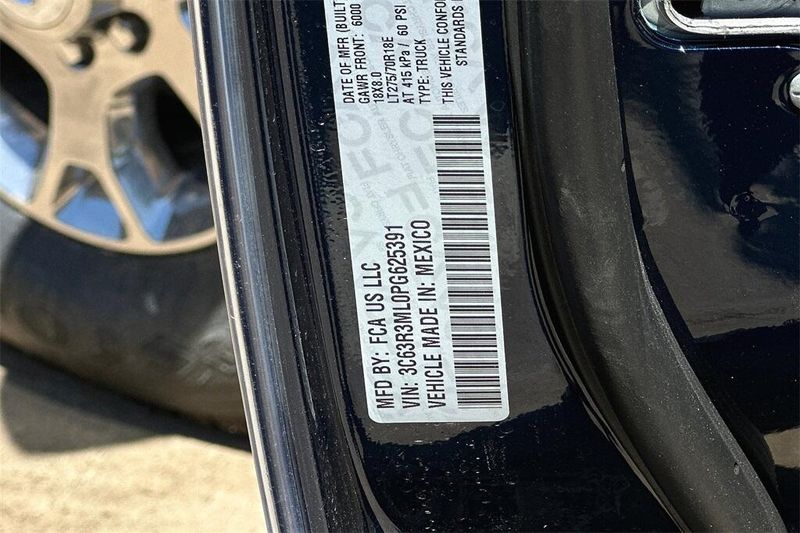 MFD BY: FCA US LLC
VIN: 3C63R3ML0PG625391
VEHICLE MADE IN: MEXICO
DATE OF MFR (BUILT
GAWR FRONT: 6000
18X8.0
LT275/70R18E
AT 415 kPa / 60 PSI
TYPE: TRUCK
THIS VEHICLE CONFO
STANDARDS